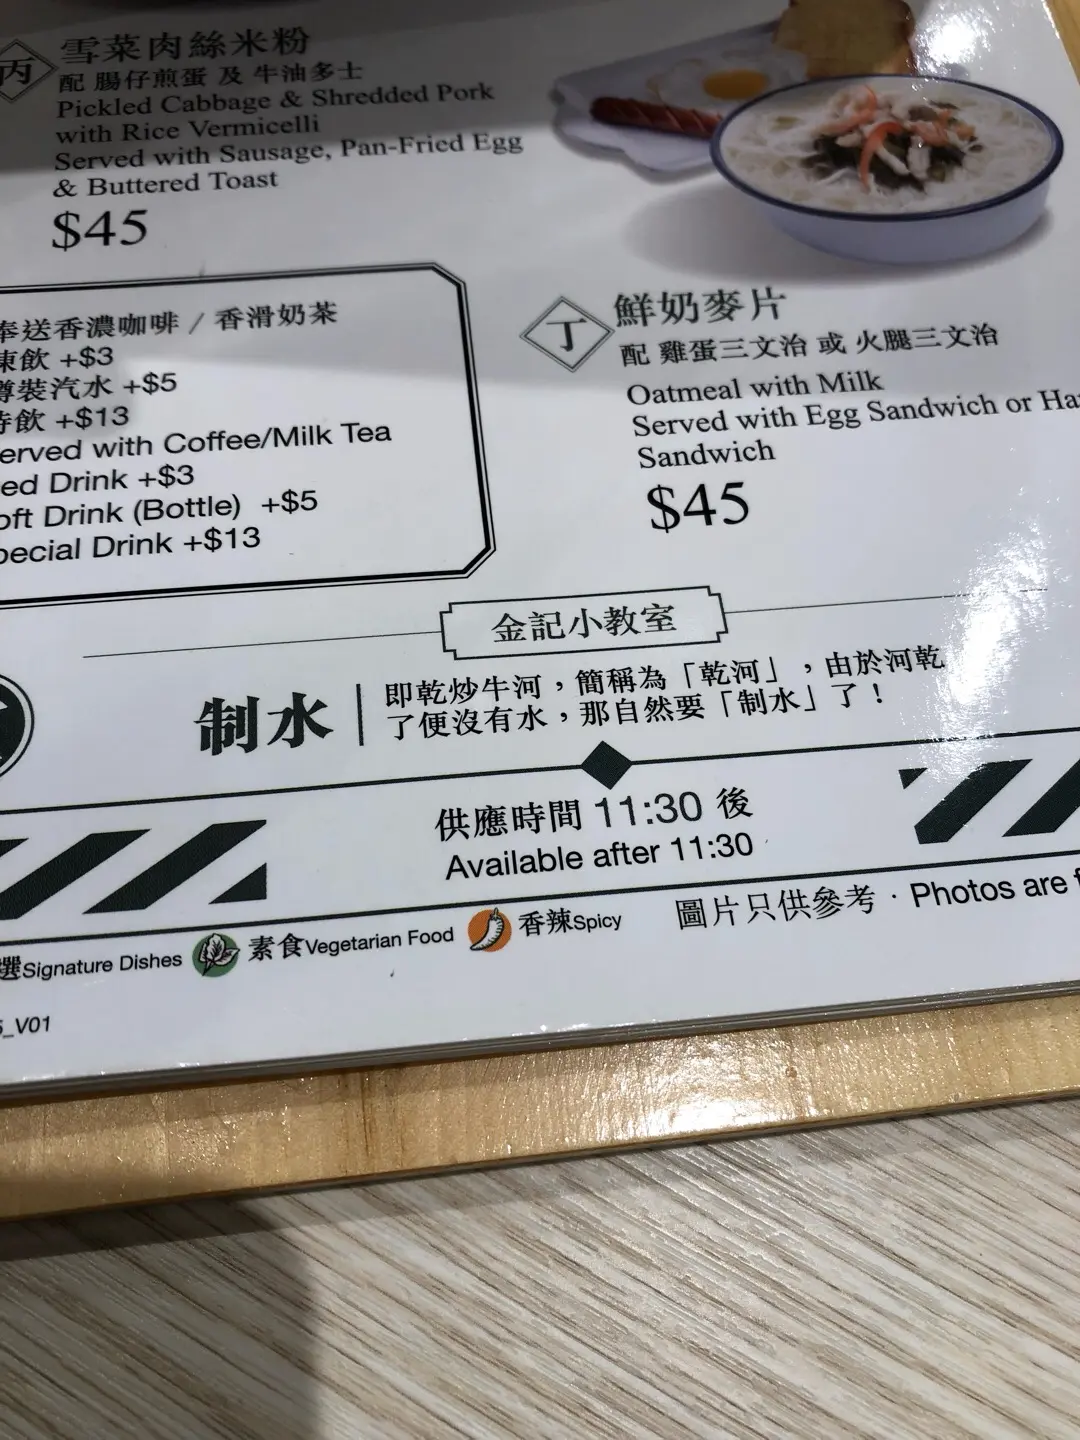 丙
雪菜肉絲米粉
配 腸仔煎蛋 及 牛油多士
Pickled Cabbage & Shredded Pork
with Rice Vermicelli
Served with Sausage, Pan-Fried Egg
& Buttered Toast
$45
奉送香濃咖啡 / 香滑奶茶
凍飲 +$3
樽裝汽水 +$5
特飲 +$13
erved with Coffee/Milk Tea
ed Drink +$3
oft Drink (Bottle) +$5
pecial Drink +$13
丁
鮮奶麥片
配 雞蛋三文治 或 火腿三文治
Oatmeal with Milk
Served with Egg Sandwich or Ha
Sandwich
$45
金記小教室
制水
即乾炒牛河，簡稱為「乾河」，由於河乾
了便沒有水，那自然要「制水」了！
供應時間 11:30 後
Available after 11:30
選Signature Dishes 素食Vegetarian Food 香辣Spicy 圖片只供參考 · Photos are f
_V01